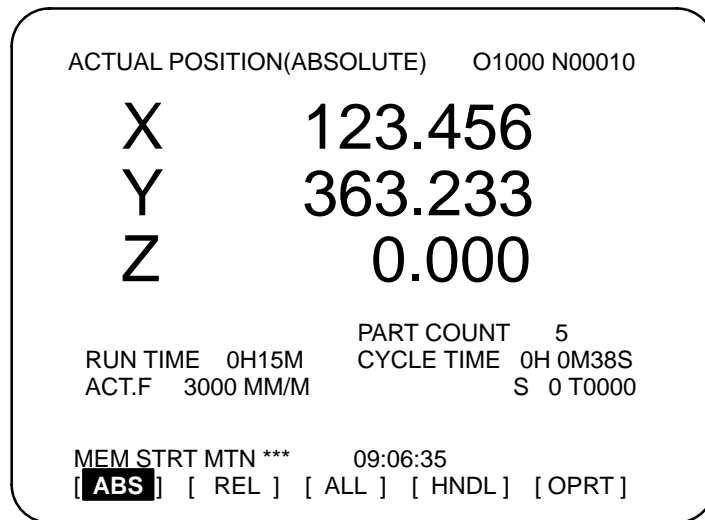 ACTUAL POSITION(ABSOLUTE) O1000 N00010
X 123.456
Y 363.233
Z 0.000
PART COUNT 5
RUN TIME 0H15M CYCLE TIME 0H 0M38S
ACT.F 3000 MM/M S 0 T0000
MEM STRT MTN *** 09:06:35
[ ABS ] [ REL ] [ ALL ] [ HNDL ] [ OPRT ]